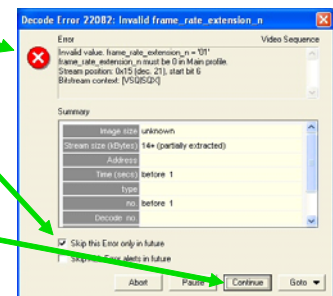 Decode Error 22082: Invalid frame_rate_extension_n
Error Video Sequence
Invalid value. frame_rate_extension_n = '01'
frame_rate_extension_n must be 0 in Main profile.
Stream position: 0x15 (dec. 21), start bit 6
Bitstream context: [VSQISQX]
Summary
Image size unknown
Stream size (kBytes) 14+ (partially extracted)
Address
Time (secs) before 1
type
no. before 1
Decode no.
Skip this Error only in future
Skip Error alerts in future
Abort Pause Continue Goto